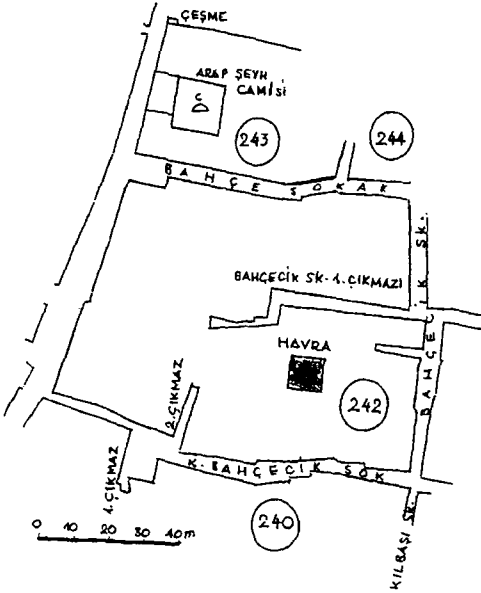 ÇEŞME
ARAP ŞEYH
CAMİSİ
C
243
244
BAHÇE SOKAK
BAHÇECİK SK.
BAHÇECİK SK. 1. ÇIKMAZI
HAVRA
242
2. ÇIKMAZ
1. ÇIKMAZ
K. BAHÇECİK SOK
240
KILBAŞI SK.
0 10 20 30 40m